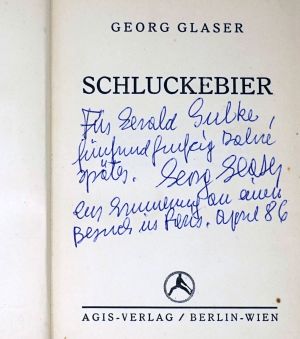 GEORG GLASER
SCHLUCKEBIER
Für Gerald Gulke,
fünfundfünfzig Jahre
später. Georg Glaser
zur Erinnerung an einen
Besuch in Paris. April 86
AGIS-VERLAG / BERLIN-WIEN